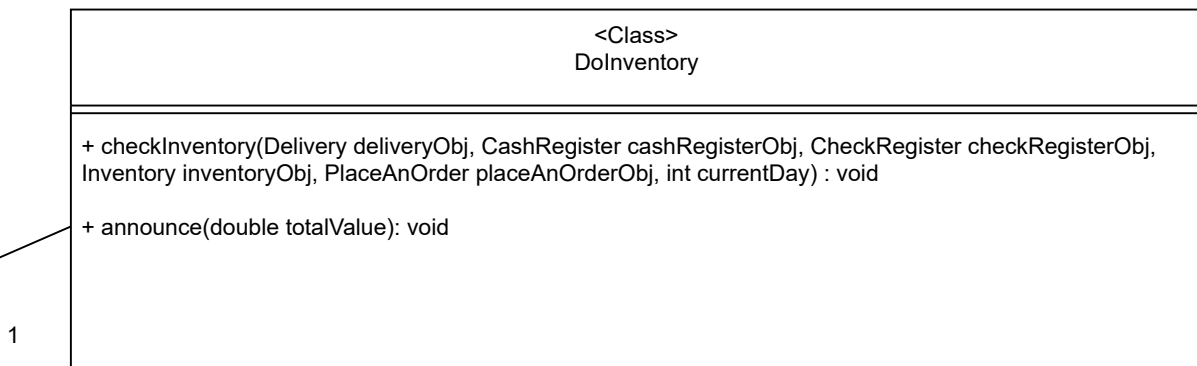 <Class>
DoInventory
+ checkInventory(Delivery deliveryObj, CashRegister cashRegisterObj, CheckRegister checkRegisterObj,
Inventory inventoryObj, PlaceAnOrder placeAnOrderObj, int currentDay) : void
+ announce(double totalValue): void
1